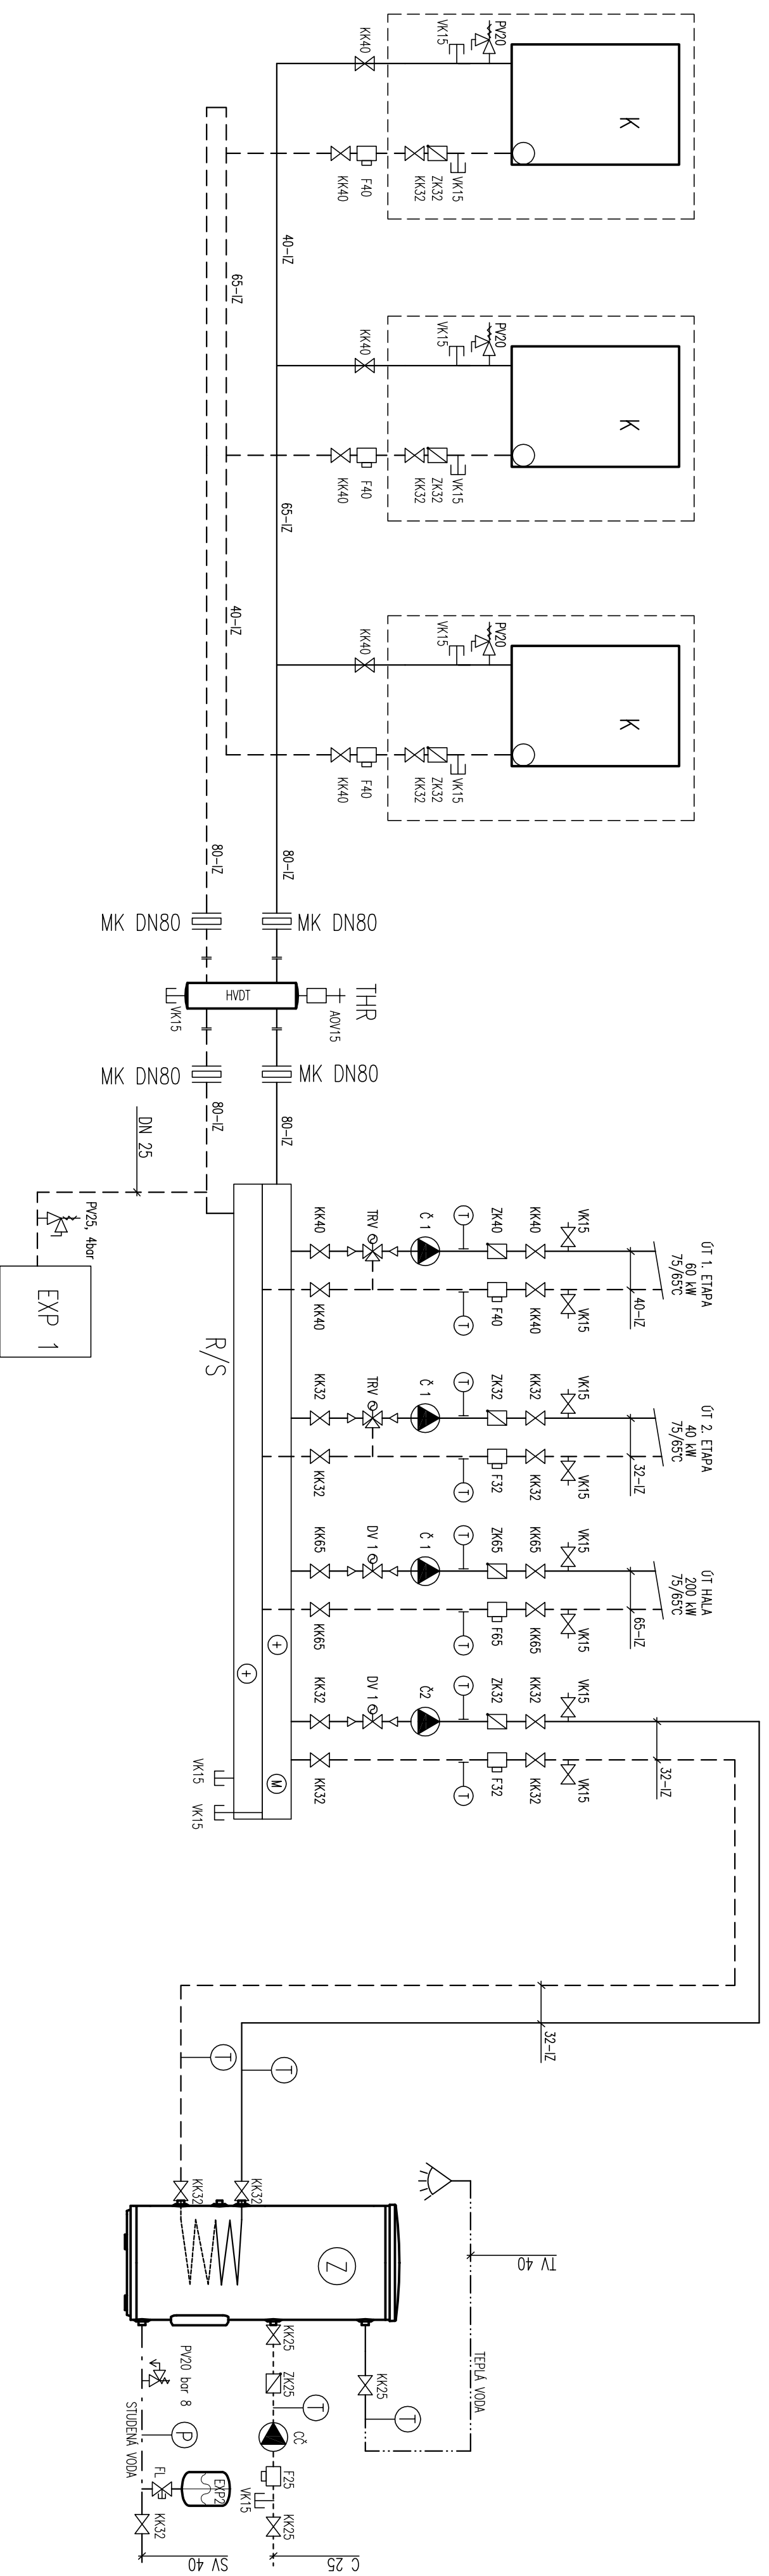 K
PV20
VK15
KK40
VK15
ZK32
KK32
F40
KK40
40-IZ
65-IZ
K
PV20
VK15
KK40
VK15
ZK32
KK32
F40
KK40
65-IZ
40-IZ
K
PV20
VK15
KK40
VK15
ZK32
KK32
F40
KK40
80-IZ
80-IZ
MK DN80
MK DN80
HVDT
THR
AOV15
VK15
MK DN80
MK DN80
80-IZ
80-IZ
DN 25
PV25, 4bar
EXP 1
R/S
ÚT 1. ETAPA
60 kW
75/65°C
40-IZ
VK15
VK15
KK40
KK40
ZK40
F40
T
T
Č 1
TRV
KK40
KK40
ÚT 2. ETAPA
40 kW
75/65°C
32-IZ
VK15
VK15
KK32
KK32
ZK32
F32
T
T
Č 1
TRV
KK32
KK32
ÚT HALA
200 kW
75/65°C
65-IZ
VK15
VK15
KK65
KK65
ZK65
F65
T
T
Č 1
DV 1
KK65
KK65
VK15
VK15
32-IZ
KK32
KK32
ZK32
F32
T
T
Č2
DV 1
KK32
KK32
+
+
M
VK15
VK15
32-IZ
T
T
KK32
KK32
Z
TV 40
TEPLÁ VODA
KK25
T
KK25
ZK25
T
CČ
F25
VK15
KK25
C 25
PV20 bar 8
STUDENÁ VODA
P
FL
EXP2
KK32
SV 40